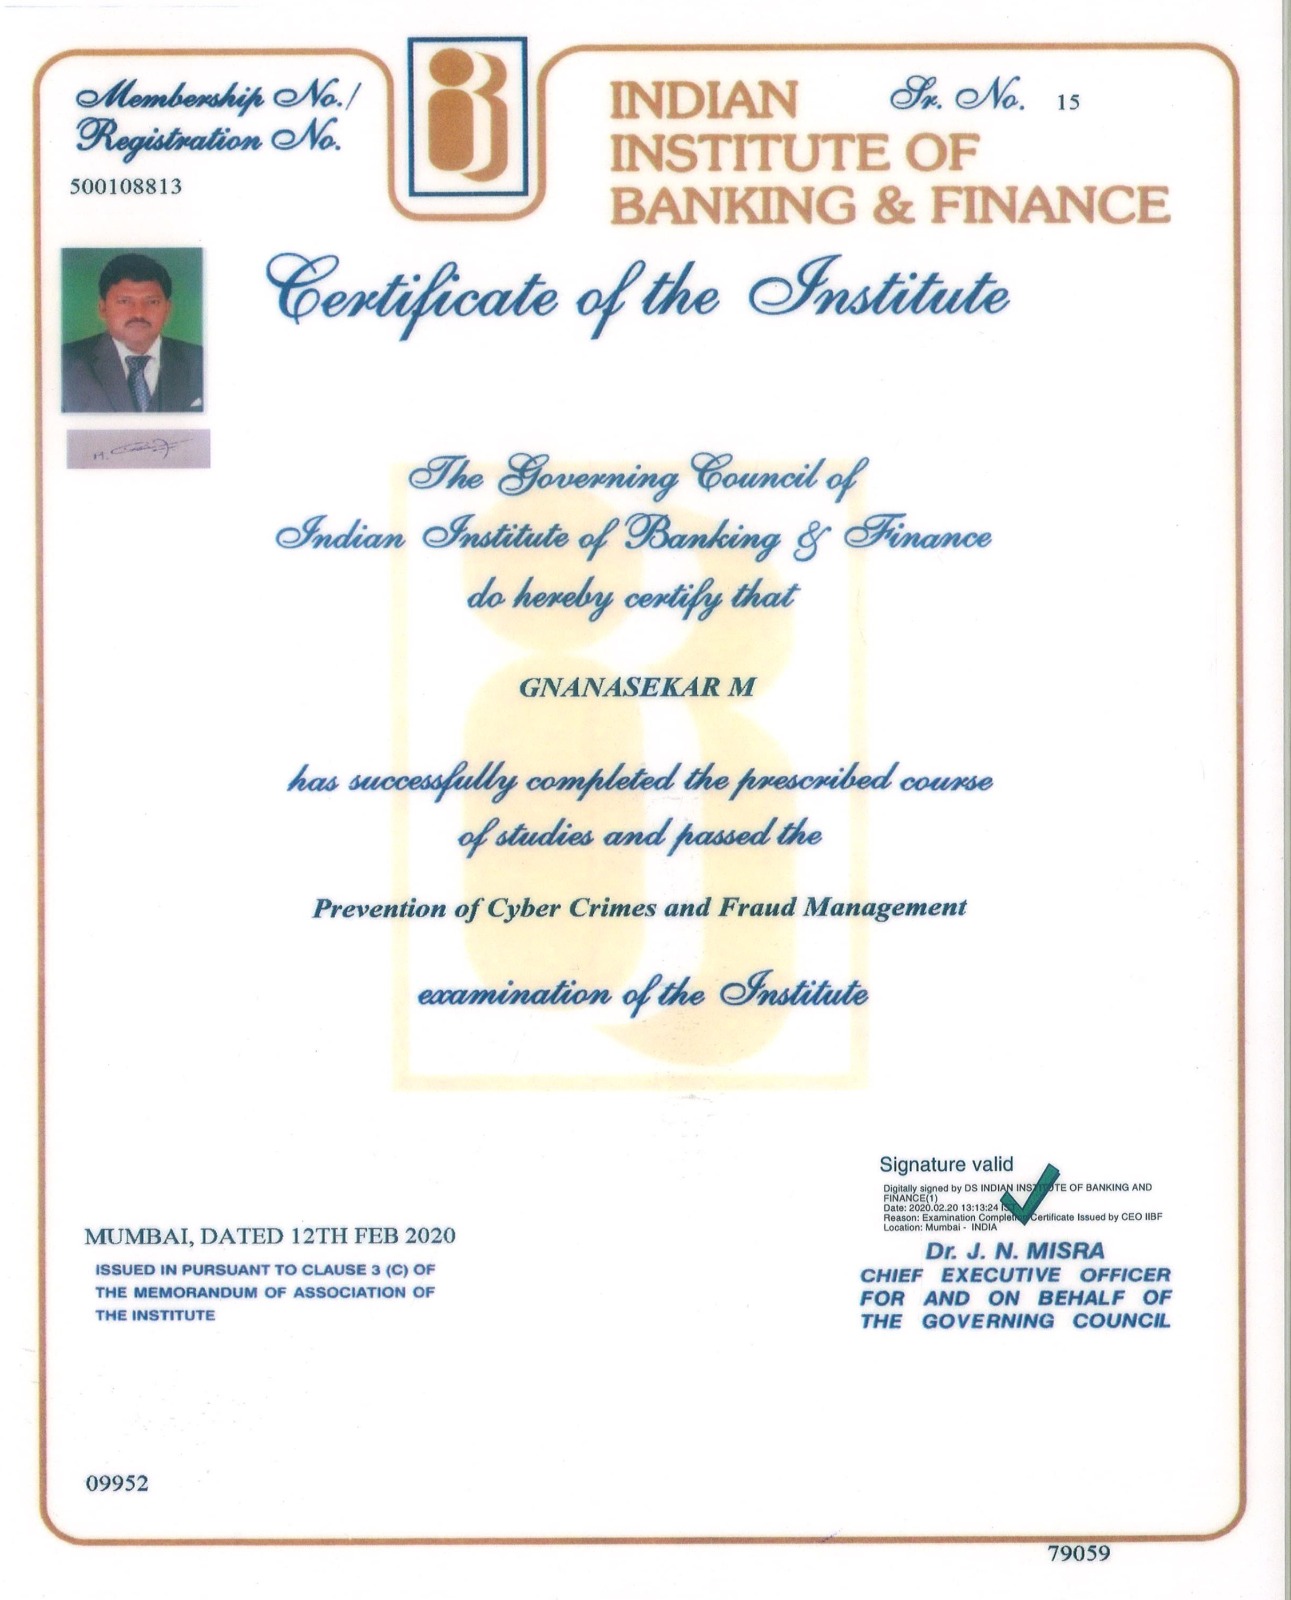 Membership No./
Registration No.
500108813
INDIAN
INSTITUTE OF
BANKING & FINANCE
Sr. No. 15
Certificate of the Institute
The Governing Council of
Indian Institute of Banking & Finance
do hereby certify that
GNANASEKAR M
has successfully completed the prescribed course
of studies and passed the
Prevention of Cyber Crimes and Fraud Management
examination of the Institute
MUMBAI, DATED 12TH FEB 2020
ISSUED IN PURSUANT TO CLAUSE 3 (C) OF
THE MEMORANDUM OF ASSOCIATION OF
THE INSTITUTE
Signature valid
Digitally signed by DS INDIAN INSTITUTE OF BANKING AND
FINANCE(1)
Date: 2020.02.20 13:13:24 IST
Reason: Examination Completion Certificate Issued by CEO IIBF
Location: Mumbai - INDIA
Dr. J. N. MISRA
CHIEF EXECUTIVE OFFICER
FOR AND ON BEHALF OF
THE GOVERNING COUNCIL
09952
79059